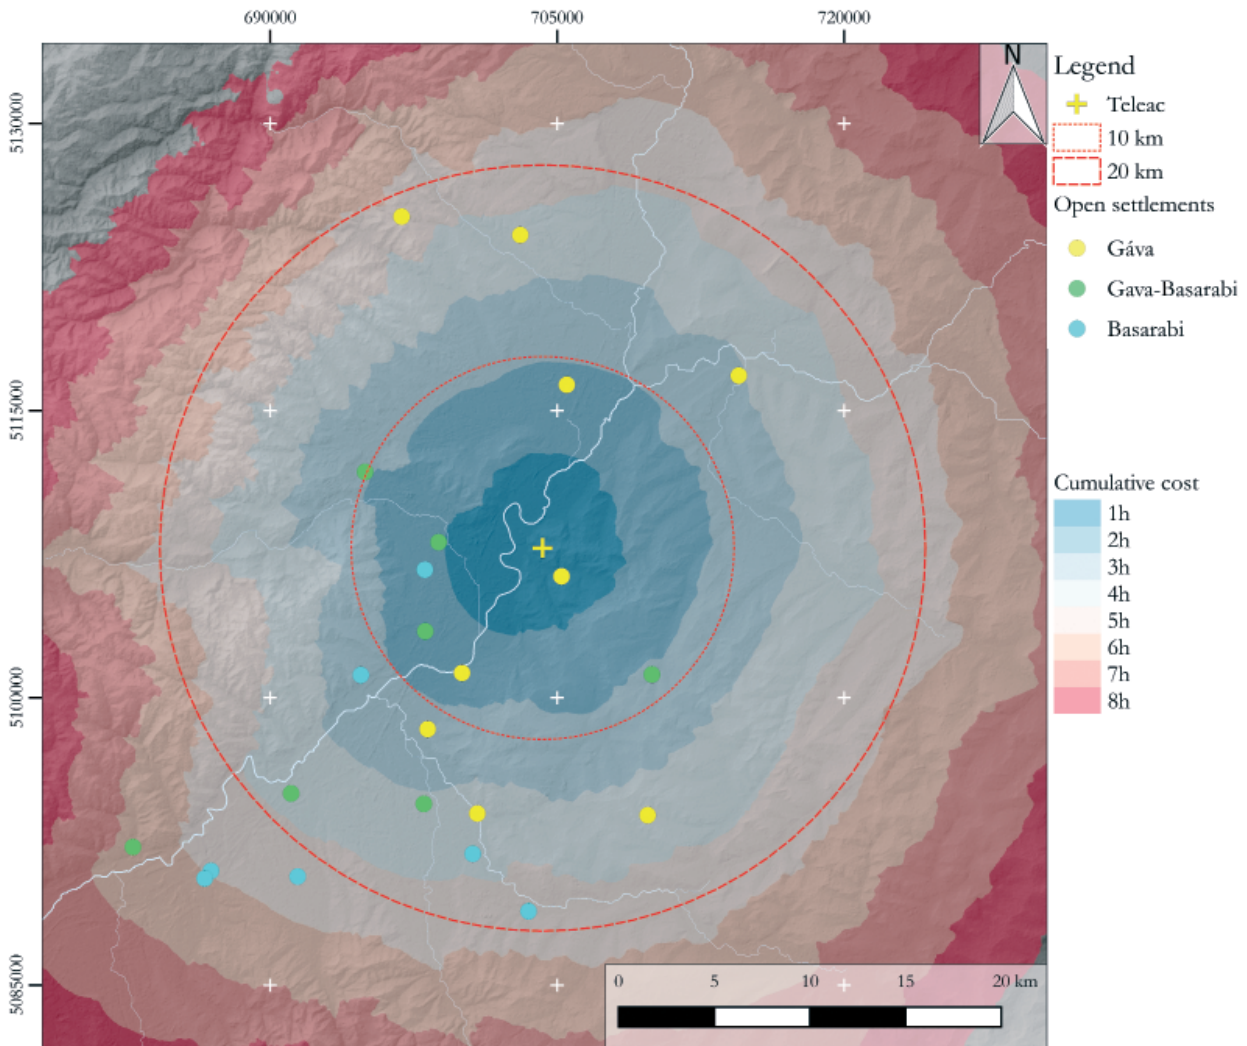 690000 705000 720000
N
Legend
Teleac
10 km
20 km
Open settlements
Gáva
Gava-Basarabi
Basarabi
Cumulative cost
1h
2h
3h
4h
5h
6h
7h
8h
5130000
5115000
5100000
5085000
0 5 10 15 20 km